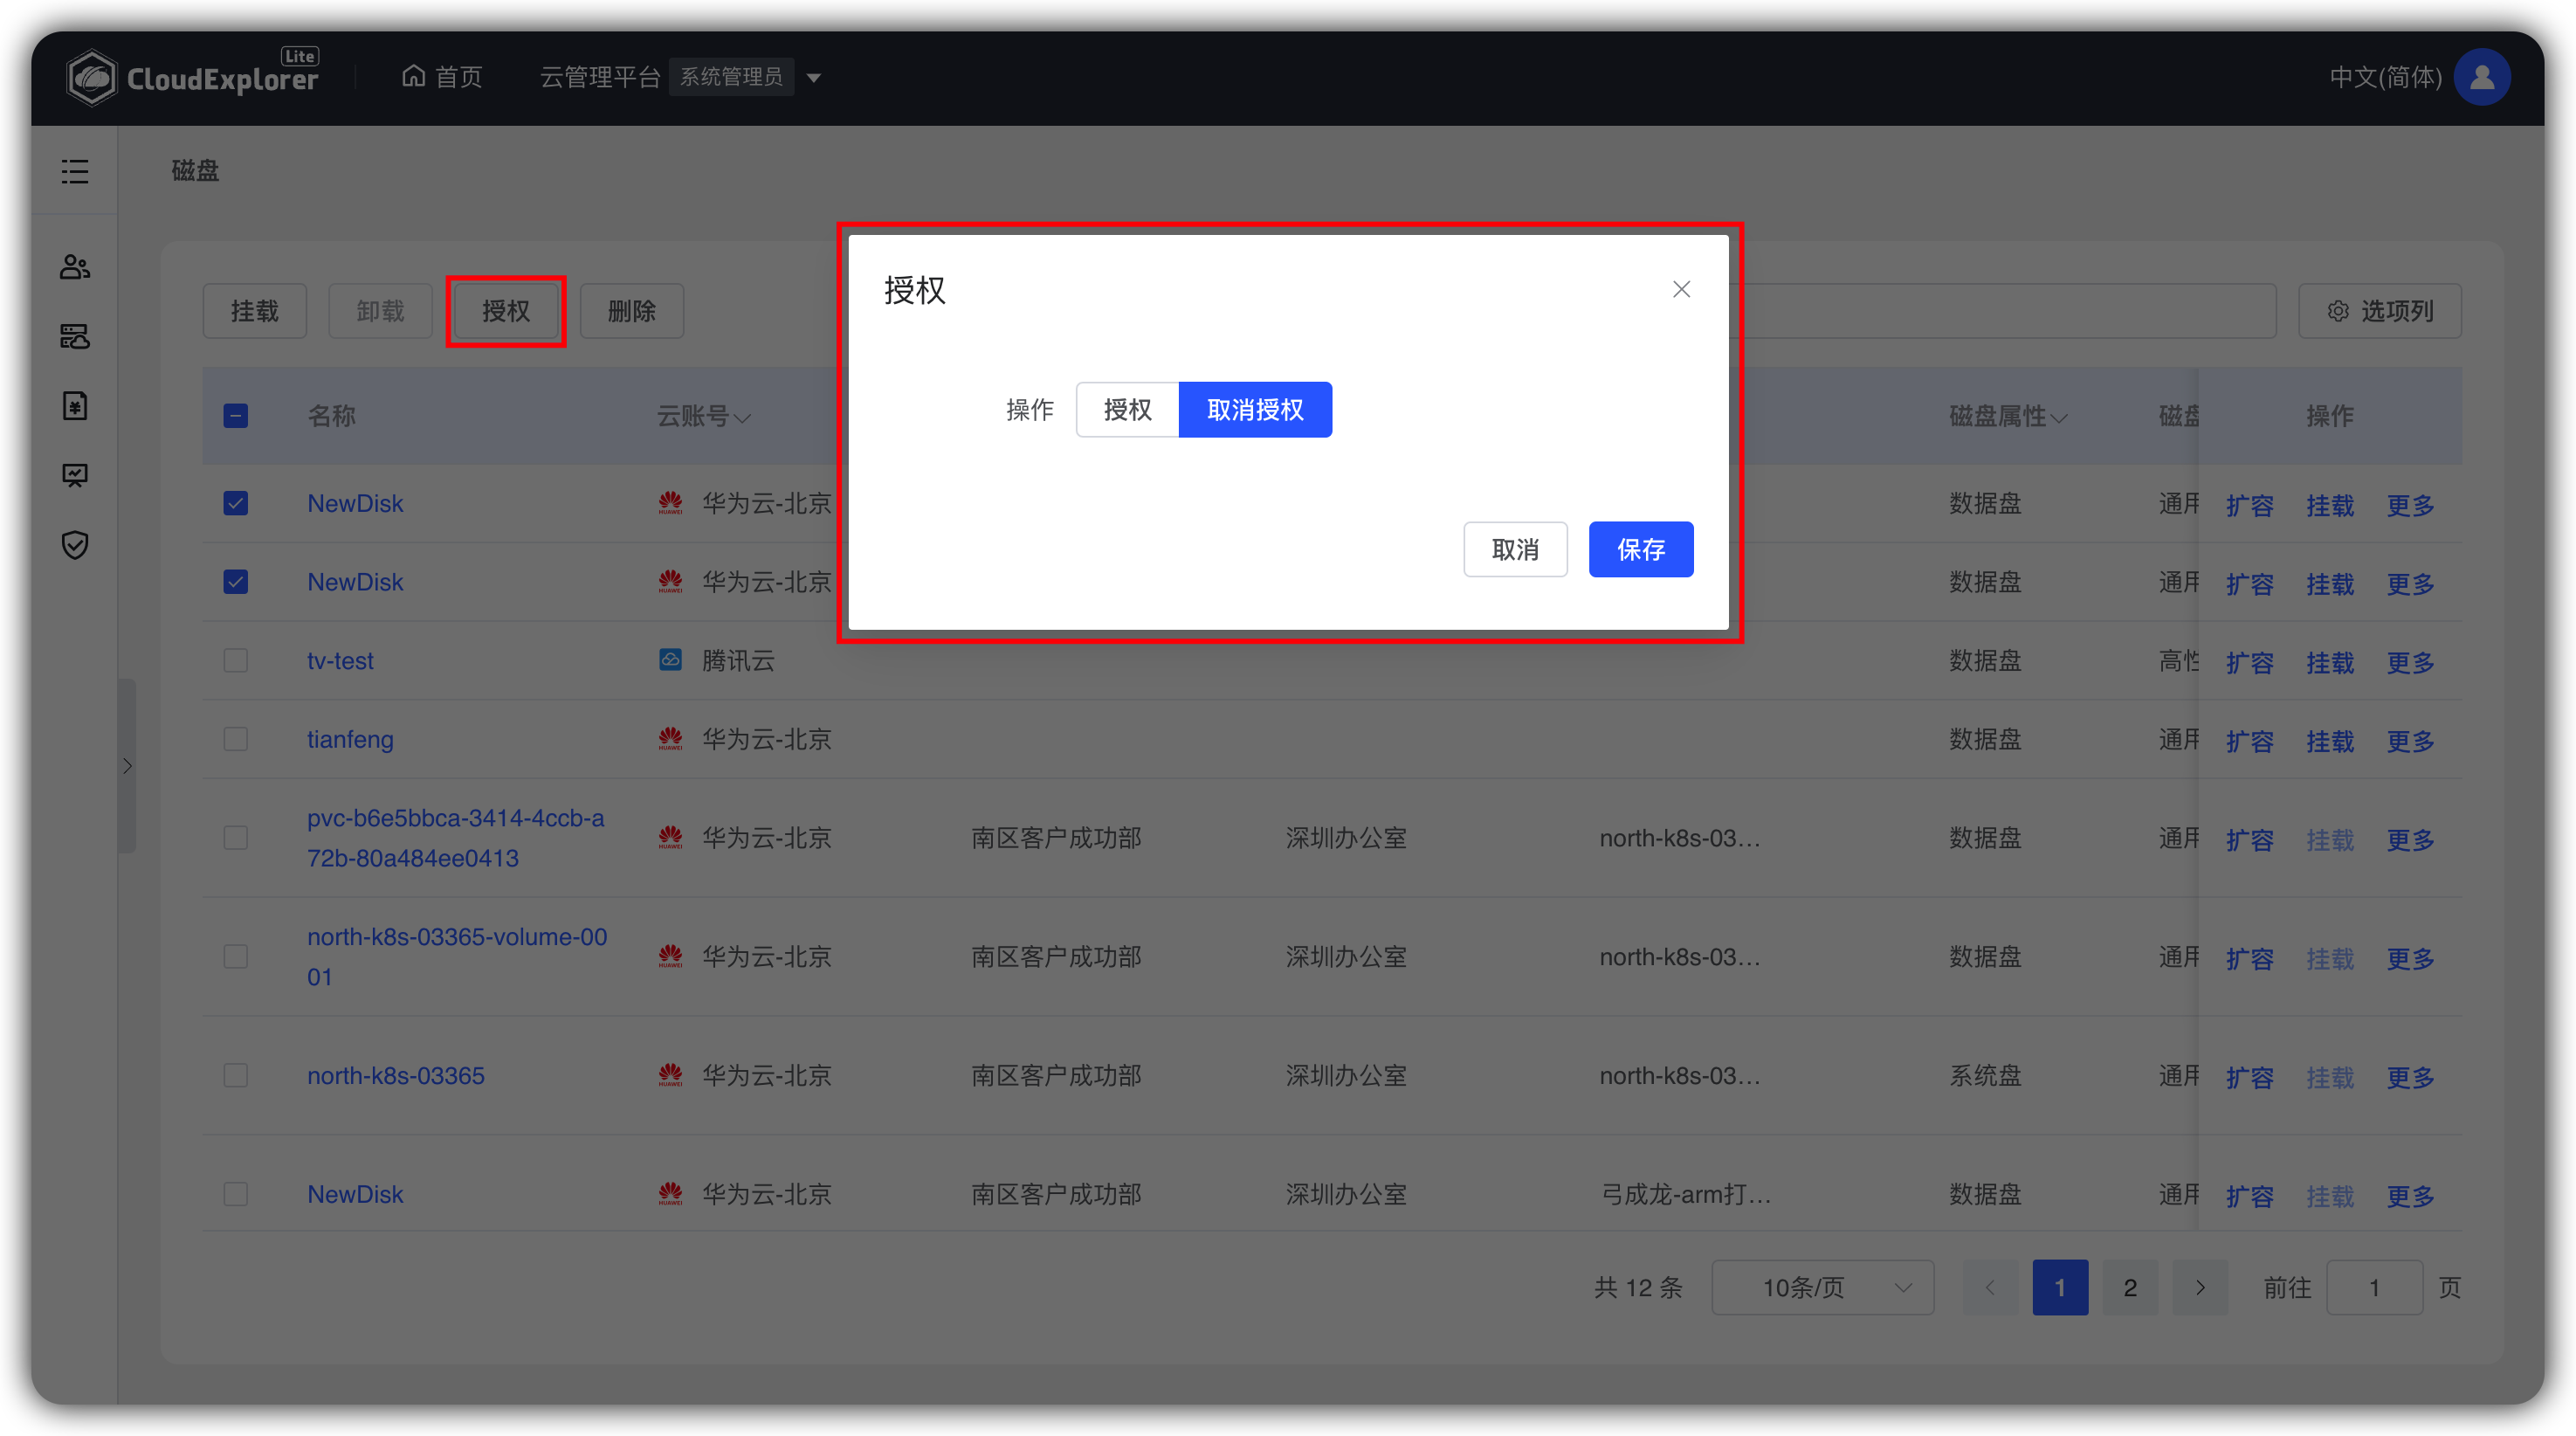 CloudExplorer Lite
首页
云管理平台 系统管理员
中文(简体)
磁盘
挂载 卸载 授权 删除
选项列
授权
操作 授权 取消授权
取消 保存
名称 云账号 磁盘属性 磁盘 操作
NewDisk HUAWEI 华为云-北京 数据盘 通用 扩容 挂载 更多
NewDisk HUAWEI 华为云-北京 数据盘 通用 扩容 挂载 更多
tv-test 腾讯云 数据盘 高性 扩容 挂载 更多
tianfeng HUAWEI 华为云-北京 数据盘 通用 扩容 挂载 更多
pvc-b6e5bbca-3414-4ccb-a
72b-80a484ee0413
HUAWEI 华为云-北京 南区客户成功部 深圳办公室 north-k8s-03... 数据盘 通用 扩容 挂载 更多
north-k8s-03365-volume-00
01
HUAWEI 华为云-北京 南区客户成功部 深圳办公室 north-k8s-03... 数据盘 通用 扩容 挂载 更多
north-k8s-03365 HUAWEI 华为云-北京 南区客户成功部 深圳办公室 north-k8s-03... 系统盘 通用 扩容 挂载 更多
NewDisk HUAWEI 华为云-北京 南区客户成功部 深圳办公室 弓成龙-arm打... 数据盘 通用 扩容 挂载 更多
共 12 条 10条/页 1 2 前往 1 页